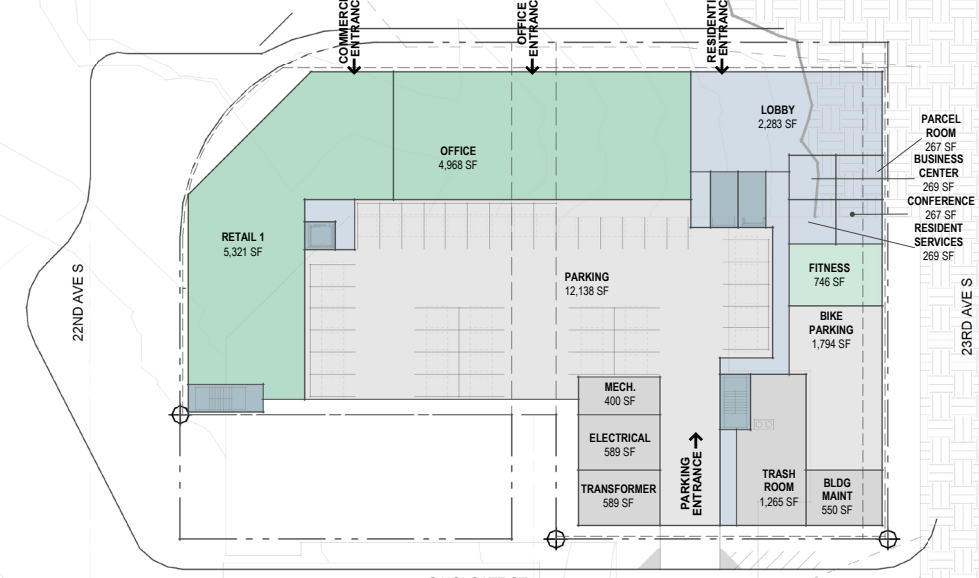 COMMERC
ENTRANC
OFFICE
ENTRANC
RESIDENTI
ENTRANC
LOBBY
2,283 SF
PARCEL
ROOM
267 SF
BUSINESS
CENTER
269 SF
CONFERENCE
267 SF
RESIDENT
SERVICES
269 SF
OFFICE
4,968 SF
RETAIL 1
5,321 SF
PARKING
12,138 SF
FITNESS
746 SF
BIKE
PARKING
1,794 SF
22ND AVE S
23RD AVE S
MECH.
400 SF
ELECTRICAL
589 SF
TRANSFORMER
589 SF
PARKING
ENTRANCE
TRASH
ROOM
1,265 SF
BLDG
MAINT
550 SF